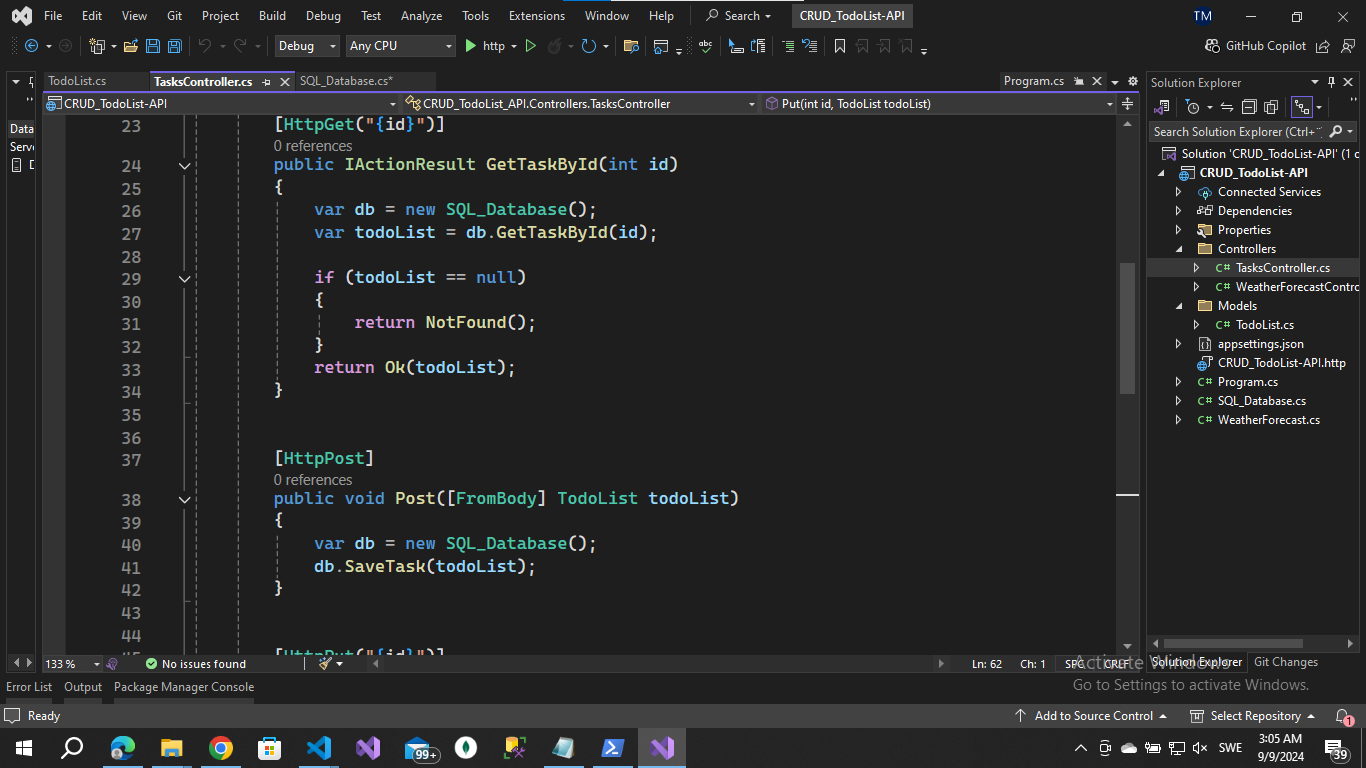 File Edit View Git Project Build Debug Test Analyze Tools Extensions Window Help Search CRUD_TodoList-API TM
Debug Any CPU http GitHub Copilot
TodoList.cs TasksController.cs SQL_Database.cs* Program.cs
CRUD_TodoList-API CRUD_TodoList_API.Controllers.TasksController Put(int id, TodoList todoList)
Data
Serve
23 [HttpGet("{id}")]
0 references
24 public IActionResult GetTaskById(int id)
25 {
26 var db = new SQL_Database();
27 var todoList = db.GetTaskById(id);
28
29 if (todoList == null)
30 {
31 return NotFound();
32 }
33 return Ok(todoList);
34 }
35
36
37 [HttpPost]
0 references
38 public void Post([FromBody] TodoList todoList)
39 {
40 var db = new SQL_Database();
41 db.SaveTask(todoList);
42 }
43
44
45 [HttpPut("{id}")]
133 % No issues found Ln: 62 Ch: 1 SPC CRLF
Solution Explorer
Search Solution Explorer (Ctrl+
Solution 'CRUD_TodoList-API' (1 c
CRUD_TodoList-API
Connected Services
Dependencies
Properties
Controllers
C# TasksController.cs
C# WeatherForecastContro
Models
C# TodoList.cs
appsettings.json
CRUD_TodoList-API.http
C# Program.cs
C# SQL_Database.cs
C# WeatherForecast.cs
Solution Explorer Git Changes
Activate Windows
Go to Settings to activate Windows.
Error List Output Package Manager Console
Ready Add to Source Control Select Repository 1
99+ SWE 3:05 AM
9/9/2024 39